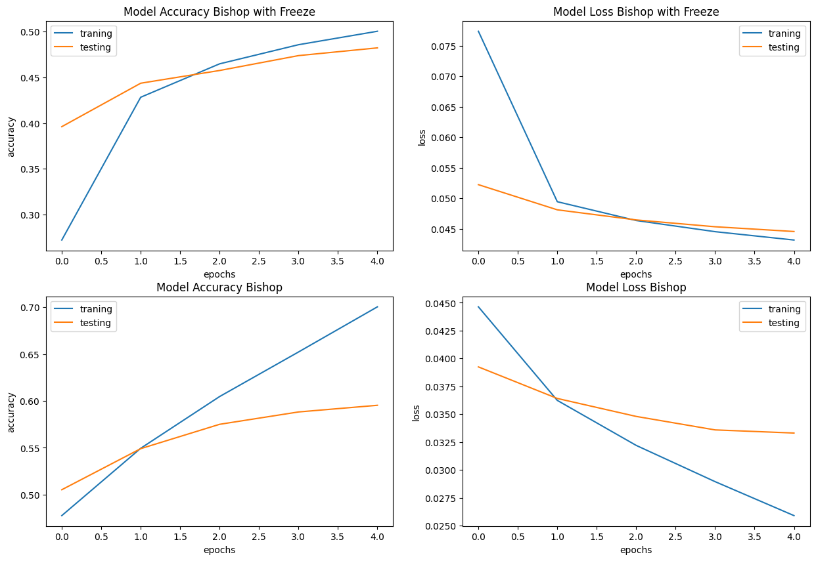 Model Accuracy Bishop with Freeze
traning
testing
0.50
0.45
0.40
0.35
0.30
accuracy
0.0 0.5 1.0 1.5 2.0 2.5 3.0 3.5 4.0
epochs
Model Loss Bishop with Freeze
traning
testing
0.075
0.070
0.065
0.060
0.055
0.050
0.045
loss
0.0 0.5 1.0 1.5 2.0 2.5 3.0 3.5 4.0
epochs
Model Accuracy Bishop
traning
testing
0.70
0.65
0.60
0.55
0.50
accuracy
0.0 0.5 1.0 1.5 2.0 2.5 3.0 3.5 4.0
epochs
Model Loss Bishop
traning
testing
0.0450
0.0425
0.0400
0.0375
0.0350
0.0325
0.0300
0.0275
0.0250
loss
0.0 0.5 1.0 1.5 2.0 2.5 3.0 3.5 4.0
epochs